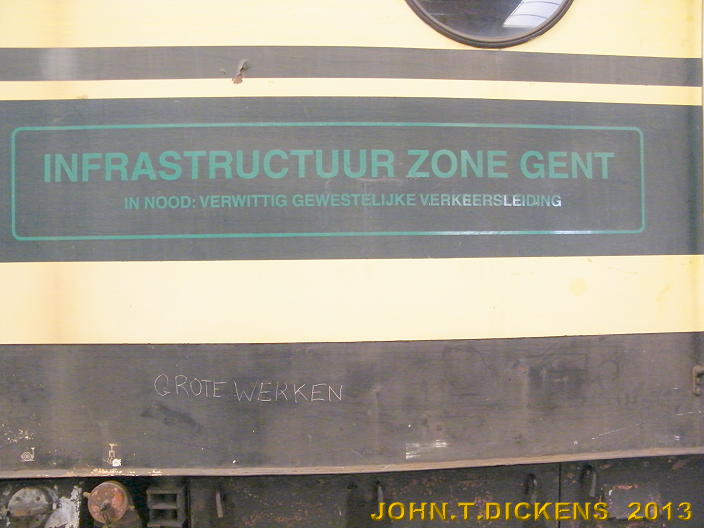 INFRASTRUCTUUR ZONE GENT
IN NOOD: VERWITTIG GEWESTELIJKE VERKEERSLEIDING
GROTE WERKEN
JOHN.T.DICKENS 2013